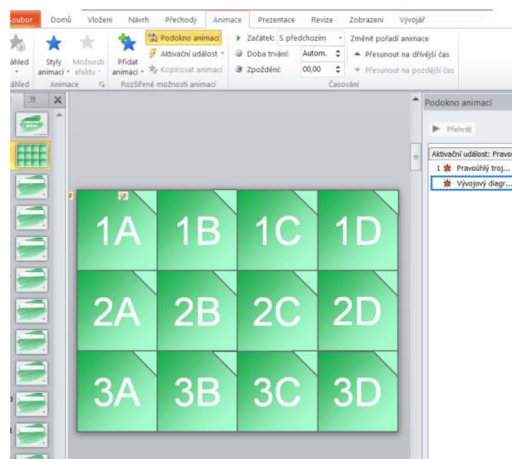 Soubor Domů Vložení Návrh Přechody Animace Prezentace Revize Zobrazení Vývojář
Styly animací
Možnosti efektu
Přidat animaci
Podokno animací
Aktivační událost
Kopírovat animaci
Začátek: S předchozím
Doba trvání: Autom.
Zpoždění: 00,00
Změnit pořadí animace
Přesunout na dřívější čas
Přesunout na pozdější čas
Animace
Rozšířené možnosti animací
Časování
Podokno animací
Přehrát
Aktivační událost: Pravo
1 Pravoúhlý troj...
Vývojový diagr...
1A 1B 1C 1D
2A 2B 2C 2D
3A 3B 3C 3D